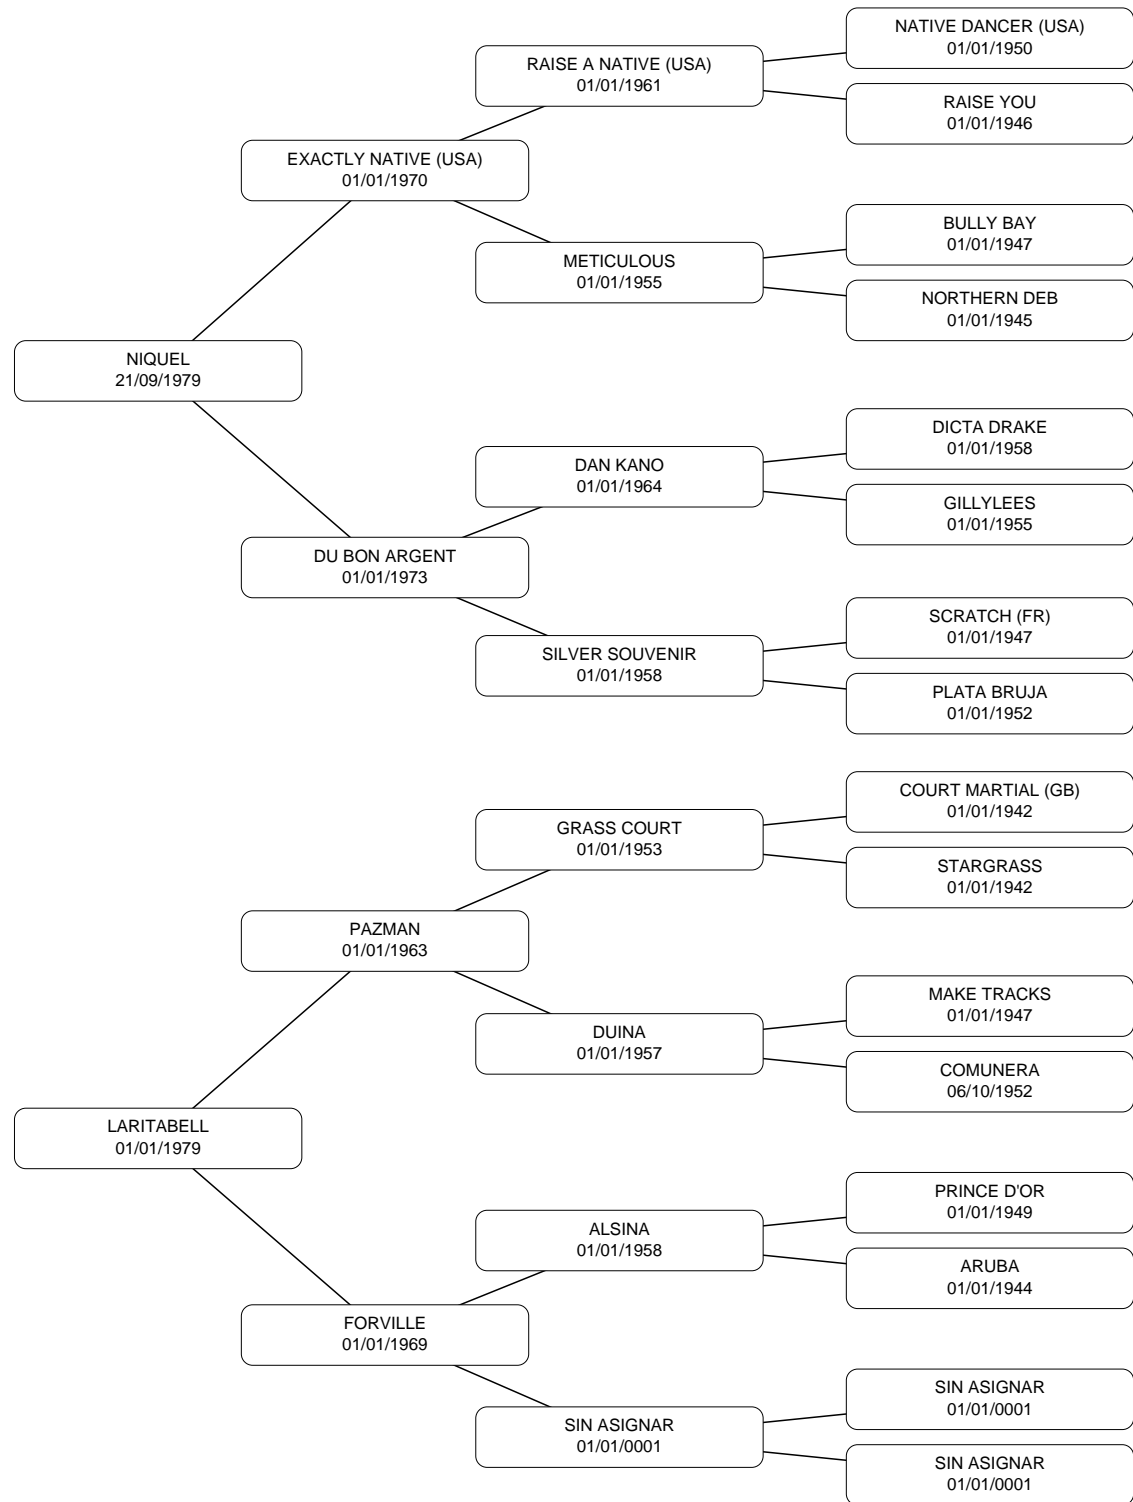 NATIVE DANCER (USA)
01/01/1950
RAISE A NATIVE (USA)
01/01/1961
RAISE YOU
01/01/1946
EXACTLY NATIVE (USA)
01/01/1970
BULLY BAY
01/01/1947
METICULOUS
01/01/1955
NORTHERN DEB
01/01/1945
NIQUEL
21/09/1979
DICTA DRAKE
01/01/1958
DAN KANO
01/01/1964
GILLYLEES
01/01/1955
DU BON ARGENT
01/01/1973
SCRATCH (FR)
01/01/1947
SILVER SOUVENIR
01/01/1958
PLATA BRUJA
01/01/1952
COURT MARTIAL (GB)
01/01/1942
GRASS COURT
01/01/1953
STARGRASS
01/01/1942
PAZMAN
01/01/1963
MAKE TRACKS
01/01/1947
DUINA
01/01/1957
COMUNERA
06/10/1952
LARITABELL
01/01/1979
PRINCE D'OR
01/01/1949
ALSINA
01/01/1958
ARUBA
01/01/1944
FORVILLE
01/01/1969
SIN ASIGNAR
01/01/0001
SIN ASIGNAR
01/01/0001
SIN ASIGNAR
01/01/0001